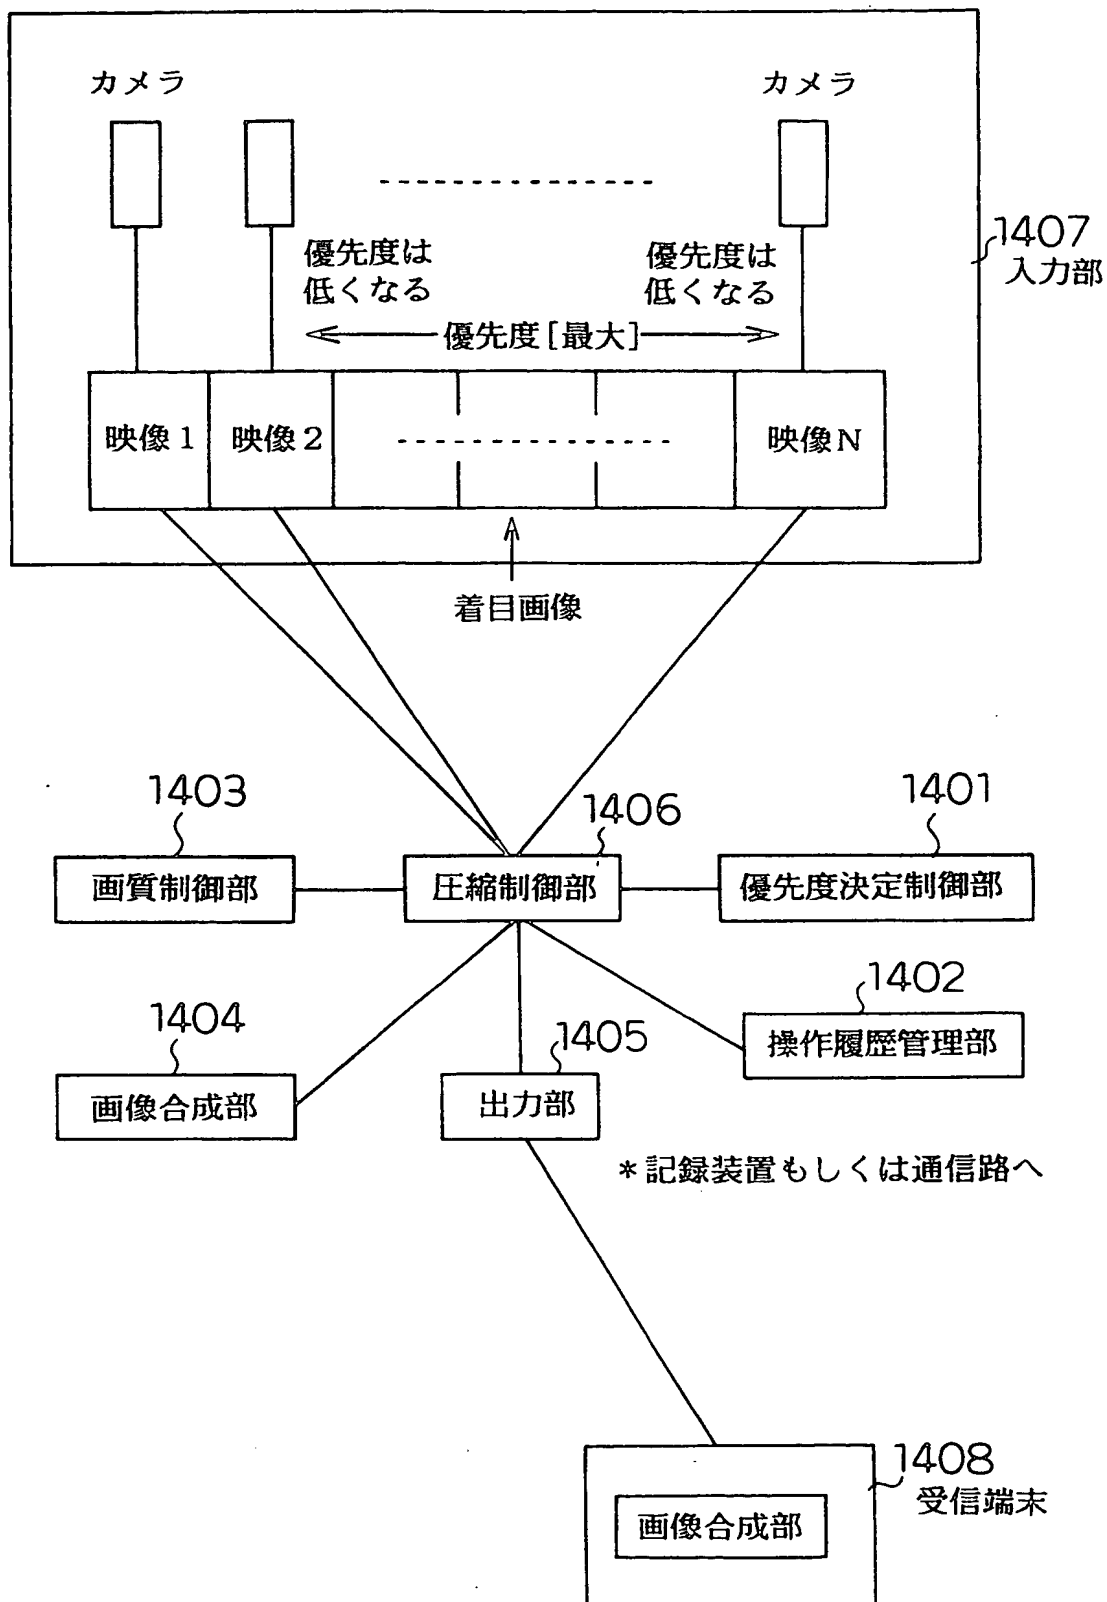 カメラ
カメラ
1407
入力部
優先度は
低くなる
優先度は
低くなる
優先度[最大]
映像1
映像2
映像N
着目画像
1403
1406
1401
画質制御部
圧縮制御部
優先度決定制御部
1404
1405
1402
画像合成部
出力部
操作履歴管理部
*記録装置もしくは通信路へ
1408
受信端末
画像合成部